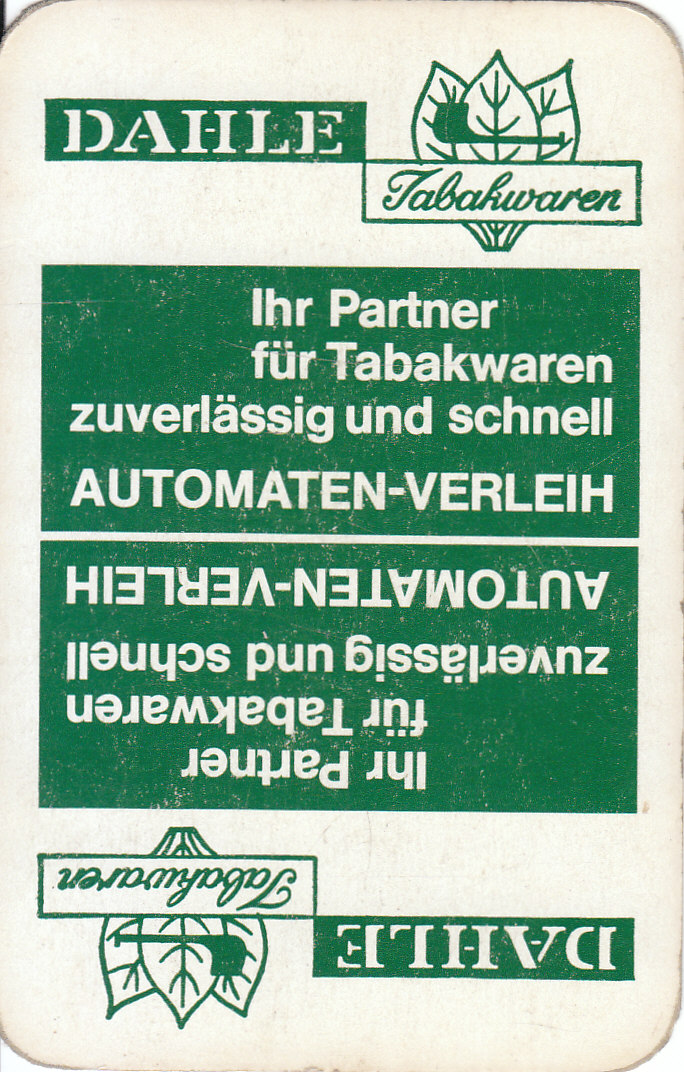 DAHLE
Tabakwaren
Ihr Partner
für Tabakwaren
zuverlässig und schnell
AUTOMATEN-VERLEIH
AUTOMATEN-VERLEIH
zuverlässig und schnell
für Tabakwaren
Ihr Partner
Tabakwaren
DAHLE